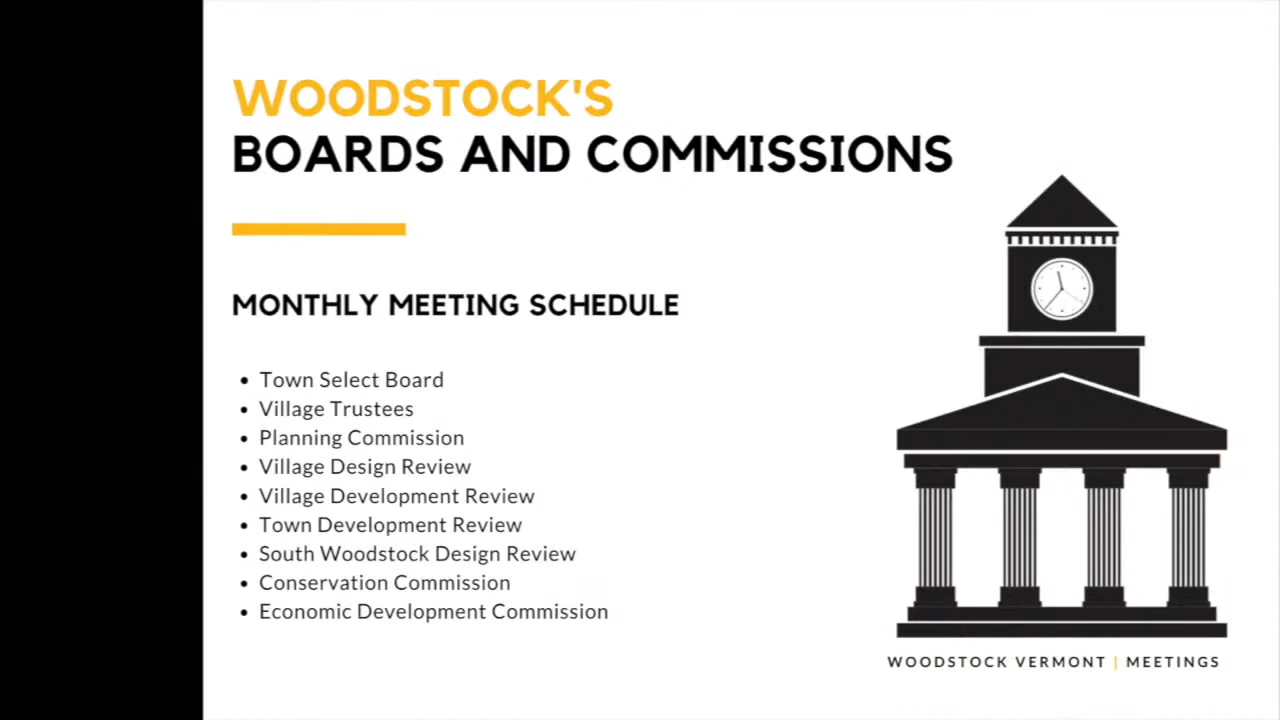 WOODSTOCK'S
BOARDS AND COMMISSIONS
MONTHLY MEETING SCHEDULE
• Town Select Board
• Village Trustees
• Planning Commission
• Village Design Review
• Village Development Review
• Town Development Review
• South Woodstock Design Review
• Conservation Commission
• Economic Development Commission
WOODSTOCK VERMONT | MEETINGS